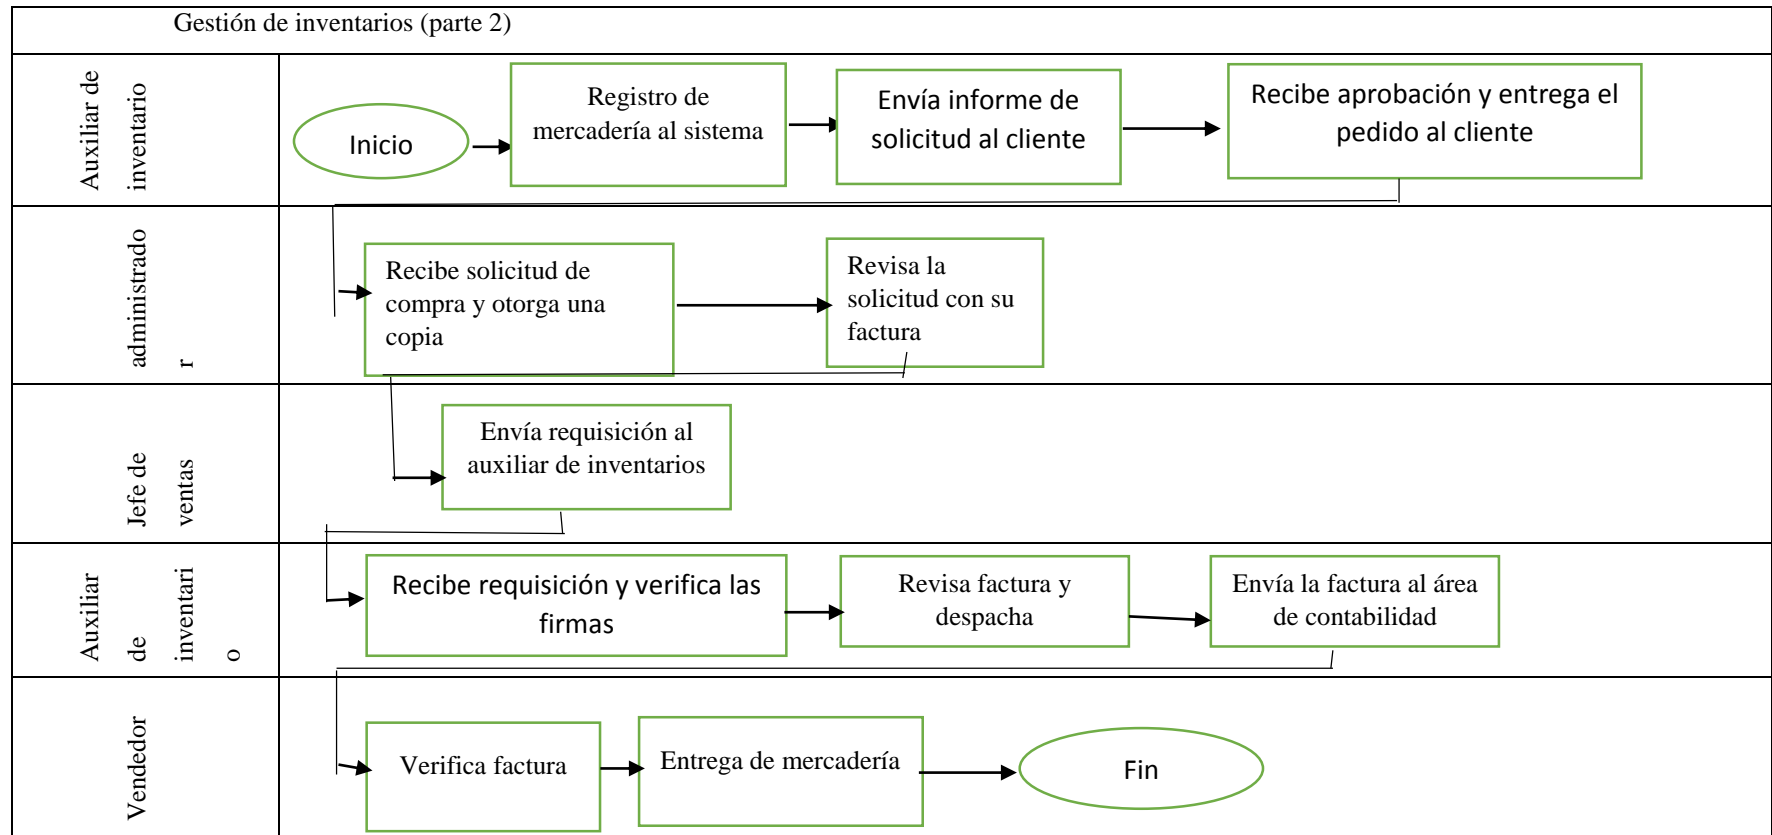 Gestión de inventarios (parte 2)
Auxiliar de
inventario
Inicio
Registro de
mercadería al sistema
Envía informe de
solicitud al cliente
Recibe aprobación y entrega el
pedido al cliente
administrado
r
Recibe solicitud de
compra y otorga una
copia
Revisa la
solicitud con su
factura
Jefe de
ventas
Envía requisición al
auxiliar de inventarios
Auxiliar
de
inventari
o
Recibe requisición y verifica las
firmas
Revisa factura y
despacha
Envía la factura al área
de contabilidad
Vendedor
Verifica factura
Entrega de mercadería
Fin